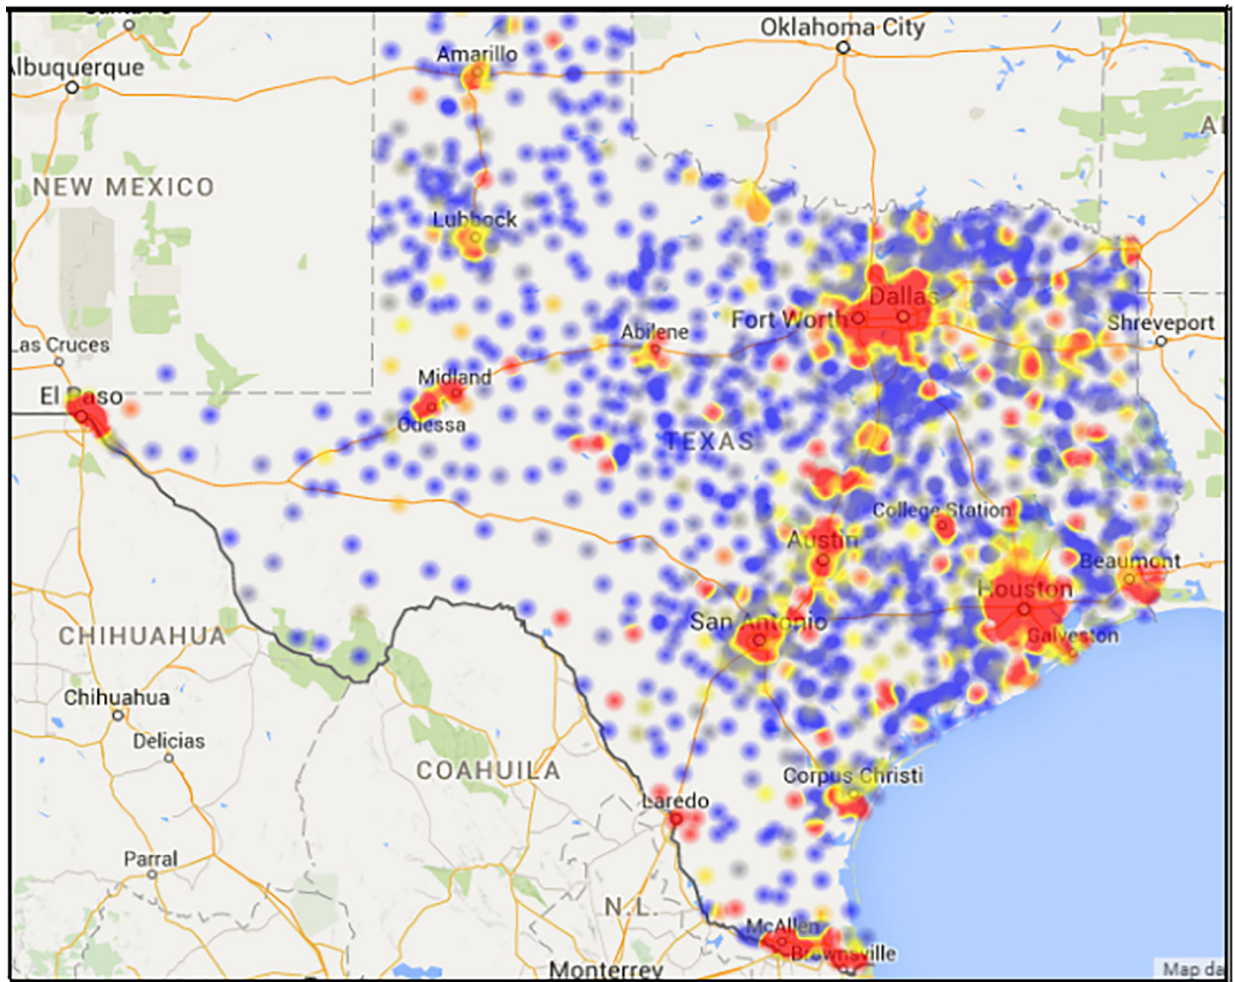 Oklahoma City
Amarillo
Albuquerque
NEW MEXICO
Lubbock
Dallas
Fort Worth
Shreveport
Abilene
Las Cruces
Midland
El Paso
Odessa
TEXAS
College Station
Austin
Beaumont
Houston
San Antonio
Galveston
CHIHUAHUA
Chihuahua
Delicias
COAHUILA
Corpus Christi
Laredo
Parral
N.L.
McAllen
Brownsville
Monterrey
Map da